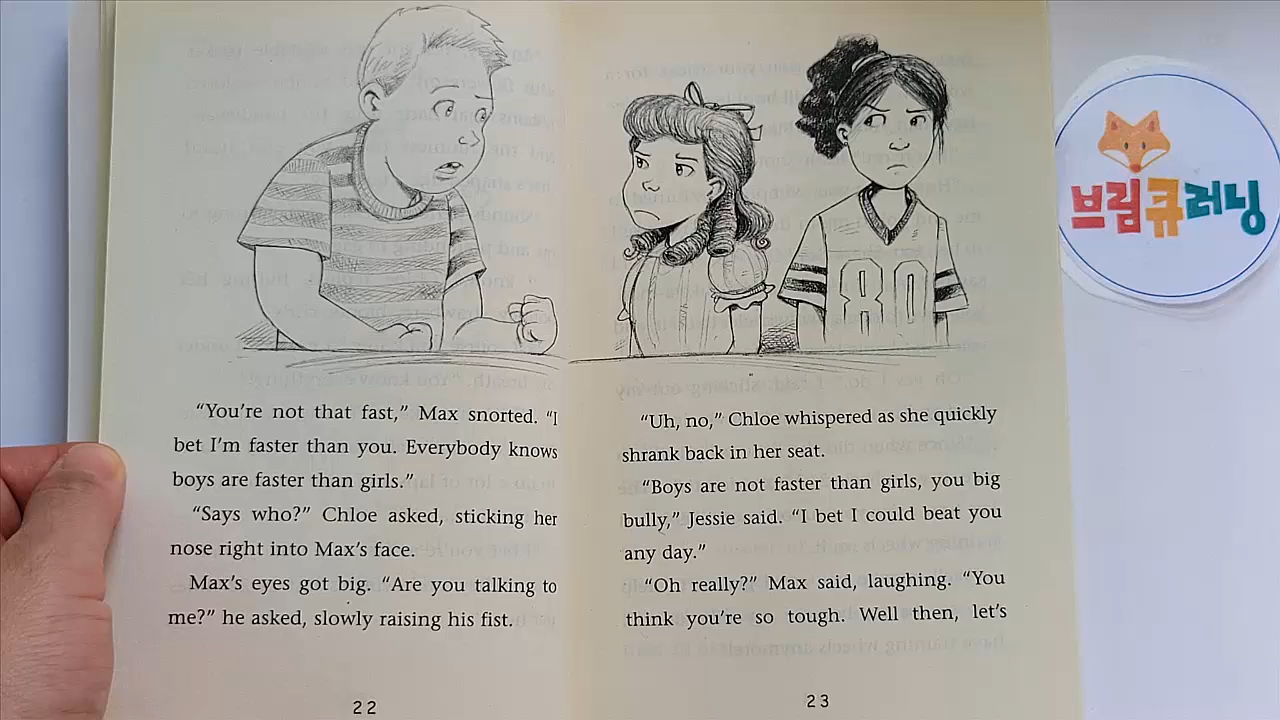 80
브림큐러닝
“You’re not that fast,” Max snorted. “I
bet I’m faster than you. Everybody knows
boys are faster than girls.”
“Says who?” Chloe asked, sticking her
nose right into Max’s face.
Max’s eyes got big. “Are you talking to
me?” he asked, slowly raising his fist.
22
“Uh, no,” Chloe whispered as she quickly
shrank back in her seat.
“Boys are not faster than girls, you big
bully,” Jessie said. “I bet I could beat you
any day.”
“Oh really?” Max said, laughing. “You
think you’re so tough. Well then, let’s
23